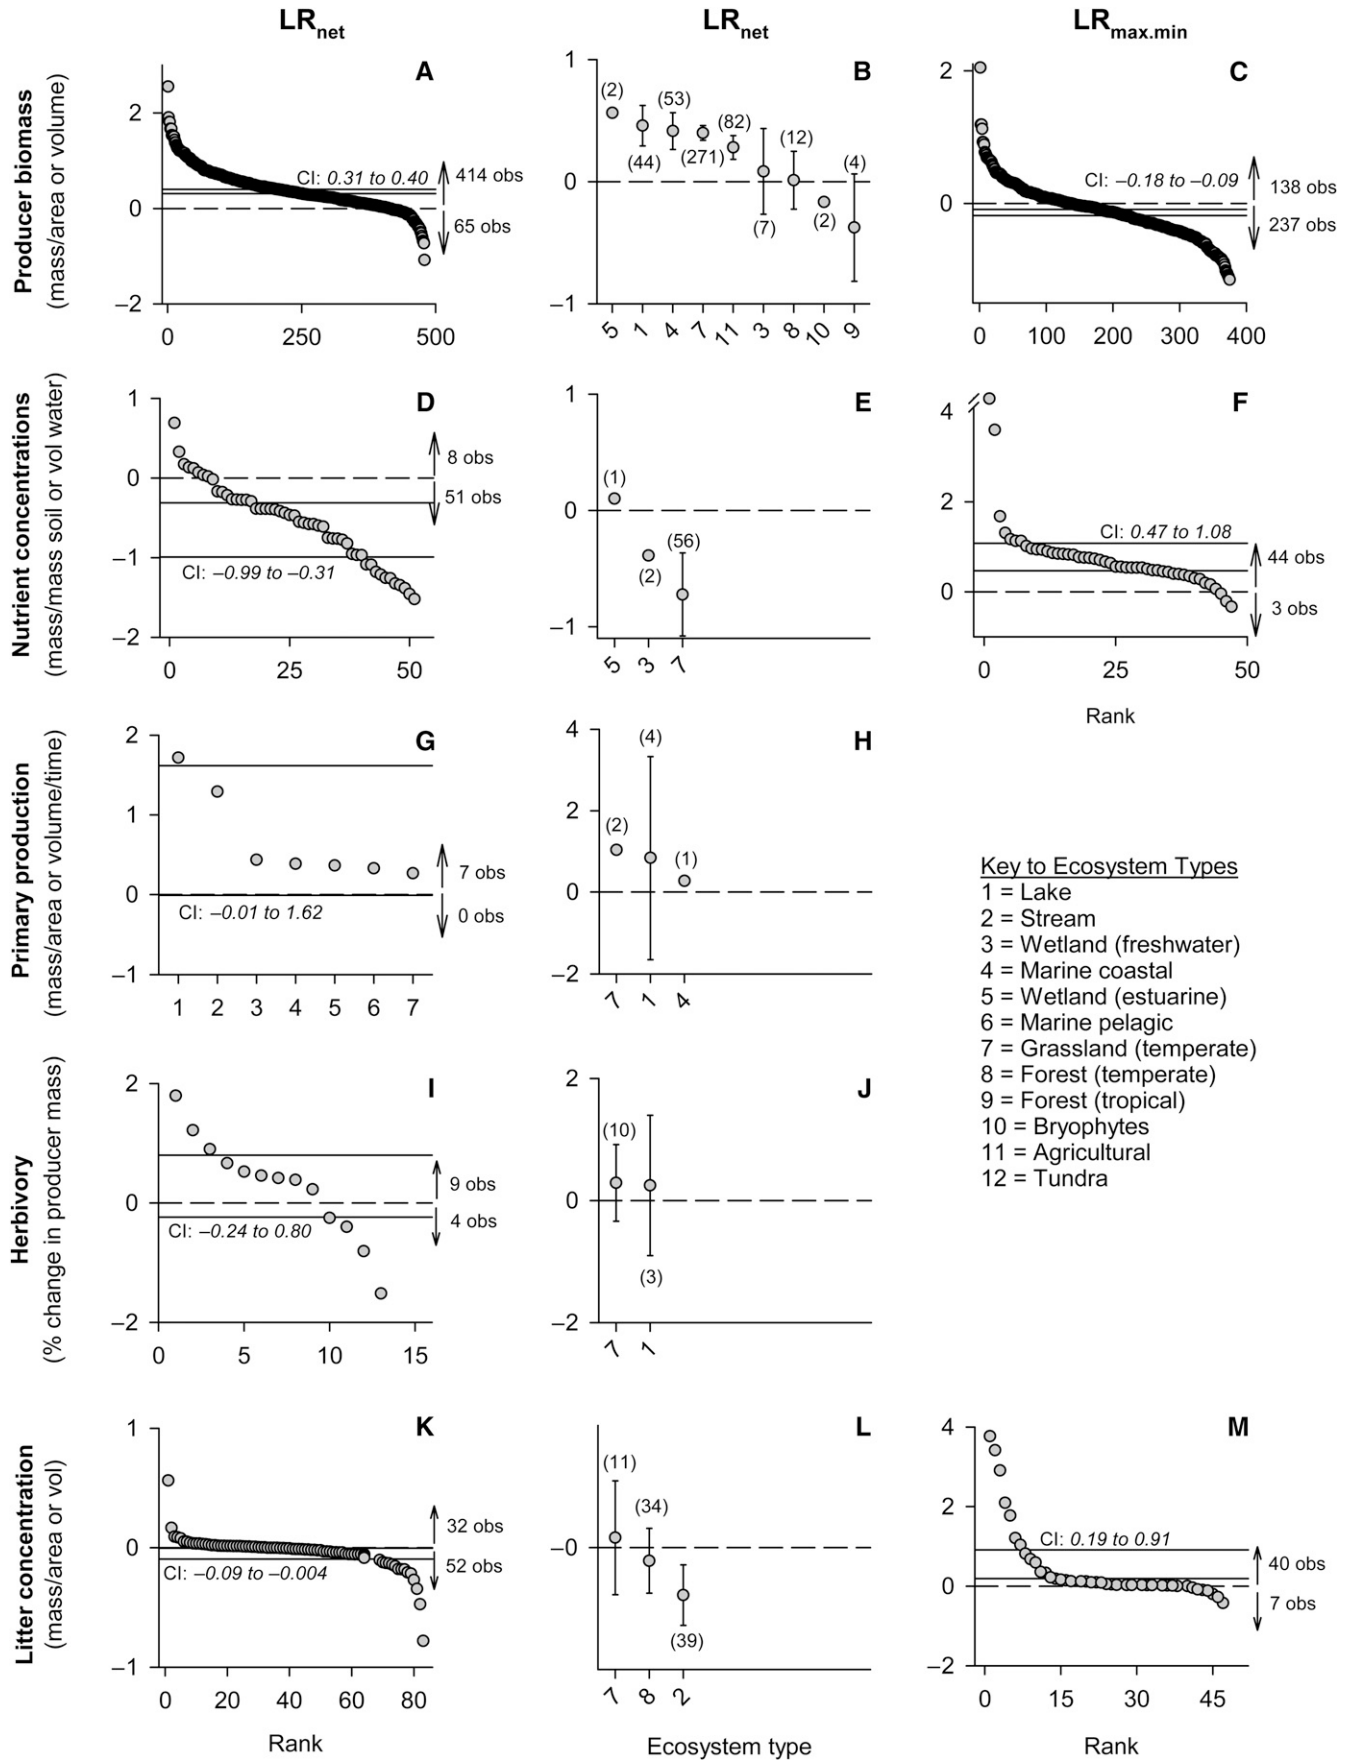 LRnet
LRnet
LRmax.min
Producer biomass
(mass/area or volume)
A
2
0
−2
CI: 0.31 to 0.40
414 obs
65 obs
0
250
500
B
1
0
−1
(2)
(44)
(53)
(271)
(82)
(7)
(12)
(2)
(4)
5
1
4
7
11
3
8
10
9
C
2
0
CI: −0.18 to −0.09
138 obs
237 obs
0
100
200
300
400
Nutrient concentrations
(mass/mass soil or vol water)
D
1
0
−1
−2
8 obs
51 obs
CI: −0.99 to −0.31
0
25
50
E
1
0
−1
(1)
(2)
(56)
5
3
7
F
4
2
0
CI: 0.47 to 1.08
44 obs
3 obs
0
25
50
Rank
Primary production
(mass/area or volume/time)
G
2
1
0
−1
7 obs
0 obs
CI: −0.01 to 1.62
1
2
3
4
5
6
7
H
4
2
0
−2
(2)
(4)
(1)
7
1
4
Key to Ecosystem Types
1 = Lake
2 = Stream
3 = Wetland (freshwater)
4 = Marine coastal
5 = Wetland (estuarine)
6 = Marine pelagic
7 = Grassland (temperate)
8 = Forest (temperate)
9 = Forest (tropical)
10 = Bryophytes
11 = Agricultural
12 = Tundra
Herbivory
(% change in producer mass)
I
2
0
−2
9 obs
4 obs
CI: −0.24 to 0.80
0
5
10
15
J
2
0
−2
(10)
(3)
7
1
Litter concentration
(mass/area or vol)
K
1
0
−1
32 obs
52 obs
CI: −0.09 to −0.004
0
20
40
60
80
Rank
L
−0
(11)
(34)
(39)
7
8
2
Ecosystem type
M
4
2
0
−2
CI: 0.19 to 0.91
40 obs
7 obs
0
15
30
45
Rank